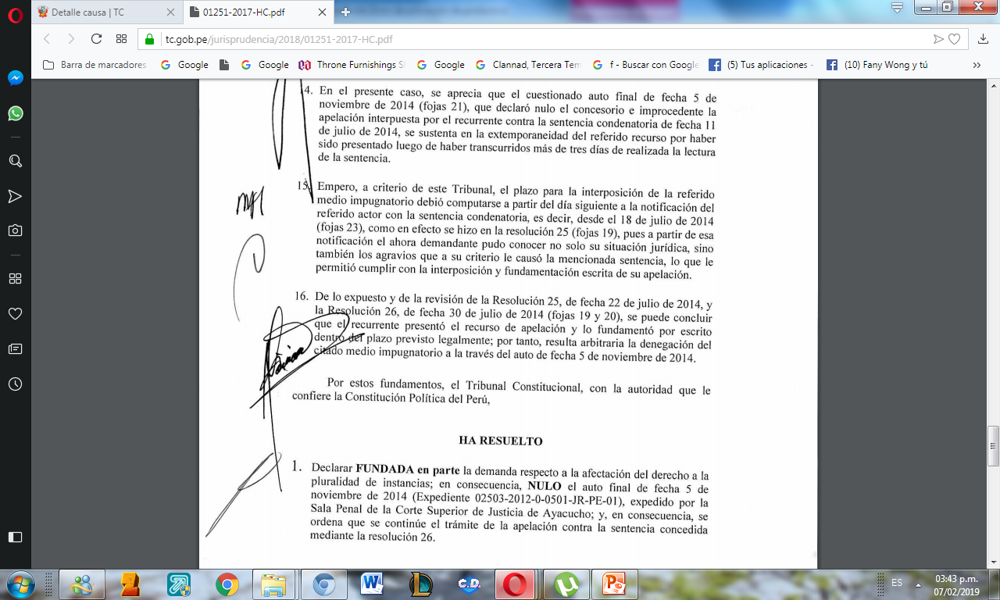 Detalle causa | TC
01251-2017-HC.pdf
tc.gob.pe/jurisprudencia/2018/01251-2017-HC.pdf
Barra de marcadores
Google
Google
Throne Furnishings S
Google
Clannad, Tercera Tem
f - Buscar con Google
(5) Tus aplicaciones -
(10) Fany Wong y tú
14. En el presente caso, se aprecia que el cuestionado auto final de fecha 5 de
noviembre de 2014 (fojas 21), que declaró nulo el concesorio e improcedente la
apelación interpuesta por el recurrente contra la sentencia condenatoria de fecha 11
de julio de 2014, se sustenta en la extemporaneidad del referido recurso por haber
sido presentado luego de haber transcurridos más de tres días de realizada la lectura
de la sentencia.
15. Empero, a criterio de este Tribunal, el plazo para la interposición de la referido
medio impugnatorio debió computarse a partir del día siguiente a la notificación del
referido actor con la sentencia condenatoria, es decir, desde el 18 de julio de 2014
(fojas 23), como en efecto se hizo en la resolución 25 (fojas 19), pues a partir de esa
notificación el ahora demandante pudo conocer no solo su situación jurídica, sino
también los agravios que a su criterio le causó la mencionada sentencia, lo que le
permitió cumplir con la interposición y fundamentación escrita de su apelación.
16. De lo expuesto y de la revisión de la Resolución 25, de fecha 22 de julio de 2014, y
la Resolución 26, de fecha 30 de julio de 2014 (fojas 19 y 20), se puede concluir
que el recurrente presentó el recurso de apelación y lo fundamentó por escrito
dentro del plazo previsto legalmente; por tanto, resulta arbitraria la denegación del
citado medio impugnatorio a la través del auto de fecha 5 de noviembre de 2014.
Por estos fundamentos, el Tribunal Constitucional, con la autoridad que le
confiere la Constitución Política del Perú,
HA RESUELTO
1. Declarar FUNDADA en parte la demanda respecto a la afectación del derecho a la
pluralidad de instancias; en consecuencia, NULO el auto final de fecha 5 de
noviembre de 2014 (Expediente 02503-2012-0-0501-JR-PE-01), expedido por la
Sala Penal de la Corte Superior de Justicia de Ayacucho; y, en consecuencia, se
ordena que se continúe el trámite de la apelación contra la sentencia concedida
mediante la resolución 26.
C.D.
ES
03:43 p.m.
07/02/2019